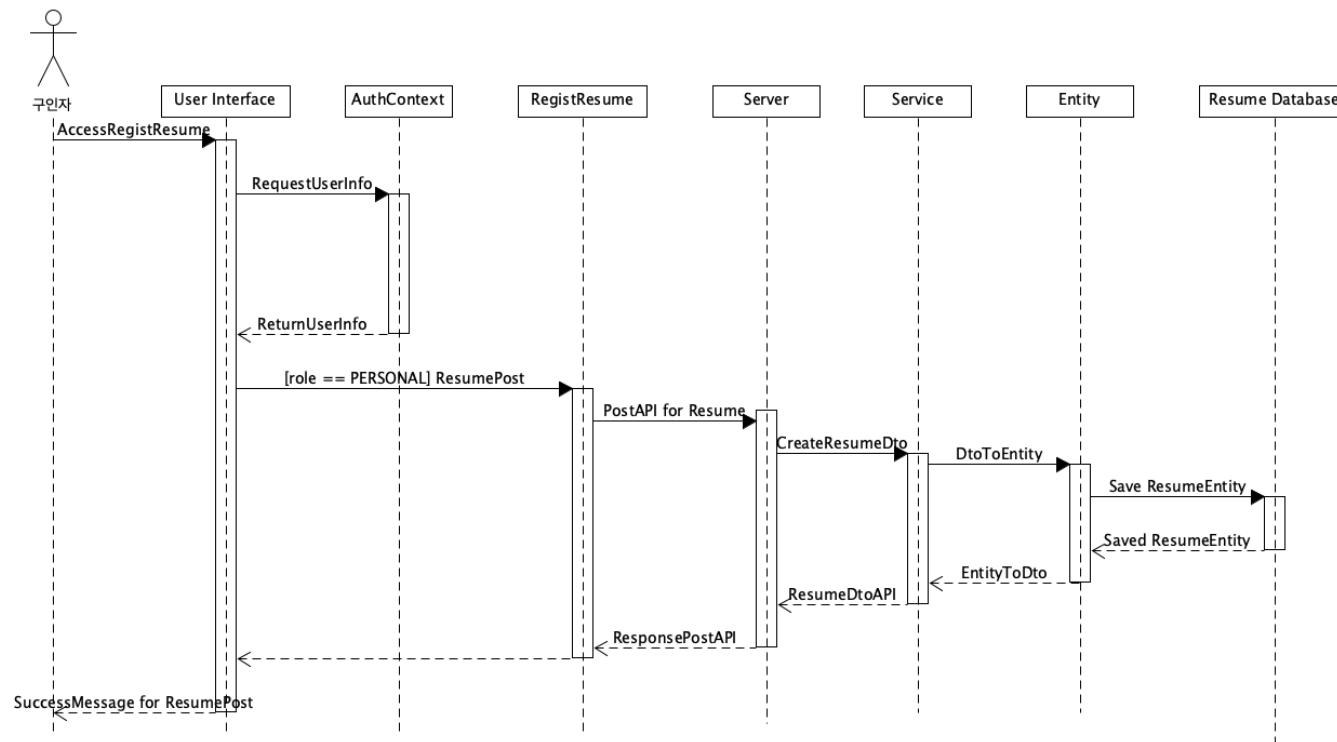 구인자
User Interface
AuthContext
RegistResume
Server
Service
Entity
Resume Database
AccessRegistResume
RequestUserInfo
ReturnUserInfo
[role == PERSONAL] ResumePost
PostAPI for Resume
CreateResumeDto
DtoToEntity
Save ResumeEntity
Saved ResumeEntity
EntityToDto
ResumeDtoAPI
ResponsePostAPI
SuccessMessage for ResumePost